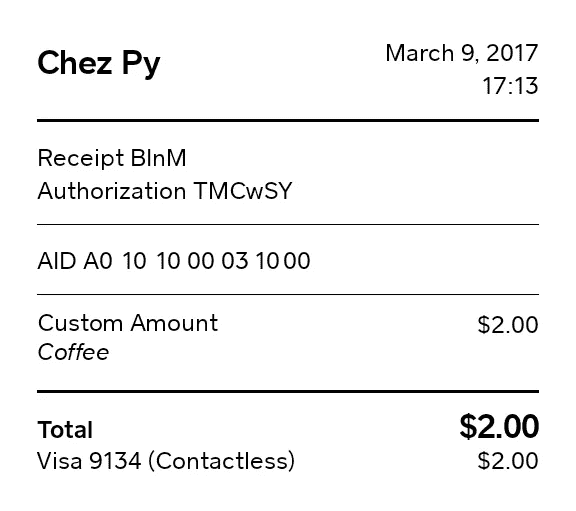 Chez Py
March 9, 2017
17:13
Receipt BInM
Authorization TMCwSY
AID A0 10 10 00 03 10 00
Custom Amount $2.00
Coffee
Total $2.00
Visa 9134 (Contactless) $2.00